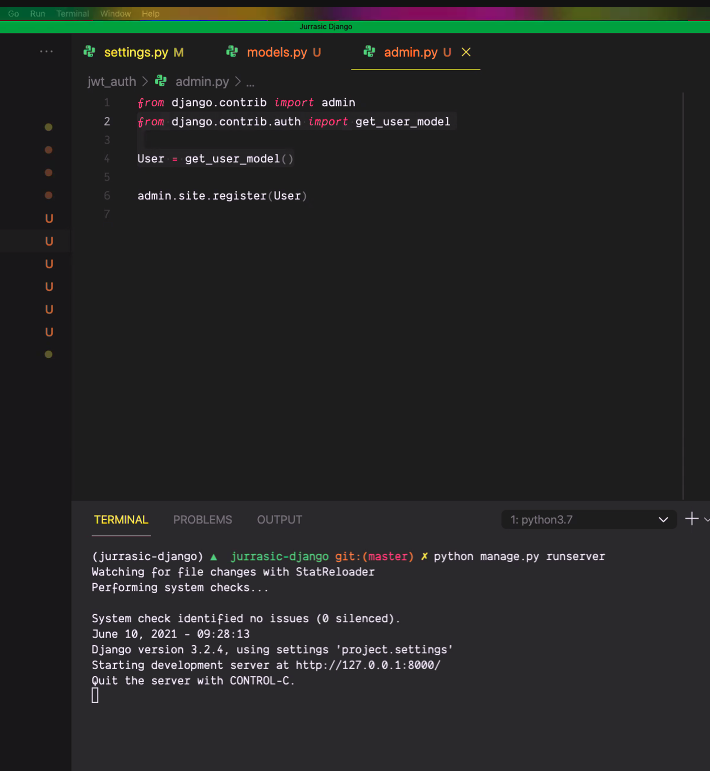 Go Run Terminal Window Help
Jurrasic Django
... settings.py M models.py U admin.py U ×
jwt_auth > admin.py > ...
1 from django.contrib import admin
2 from django.contrib.auth import get_user_model
3
4 User = get_user_model()
5
6 admin.site.register(User)
7
U
U
U
U
U
U
TERMINAL PROBLEMS OUTPUT 1: python3.7
(jurrasic-django) ▲ jurrasic-django git:(master) ✗ python manage.py runserver
Watching for file changes with StatReloader
Performing system checks...
System check identified no issues (0 silenced).
June 10, 2021 - 09:28:13
Django version 3.2.4, using settings 'project.settings'
Starting development server at http://127.0.0.1:8000/
Quit the server with CONTROL-C.